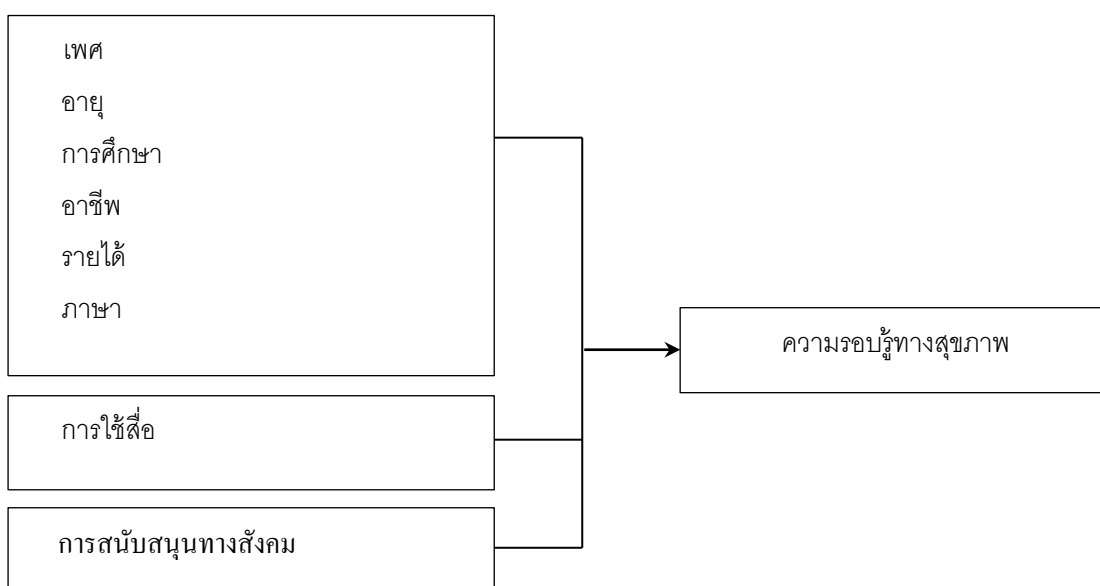 เพศ
อายุ
การศึกษา
อาชีพ
รายได้
ภาษา
ความรอบรู้ทางสุขภาพ
การใช้สื่อ
การสนับสนุนทางสังคม